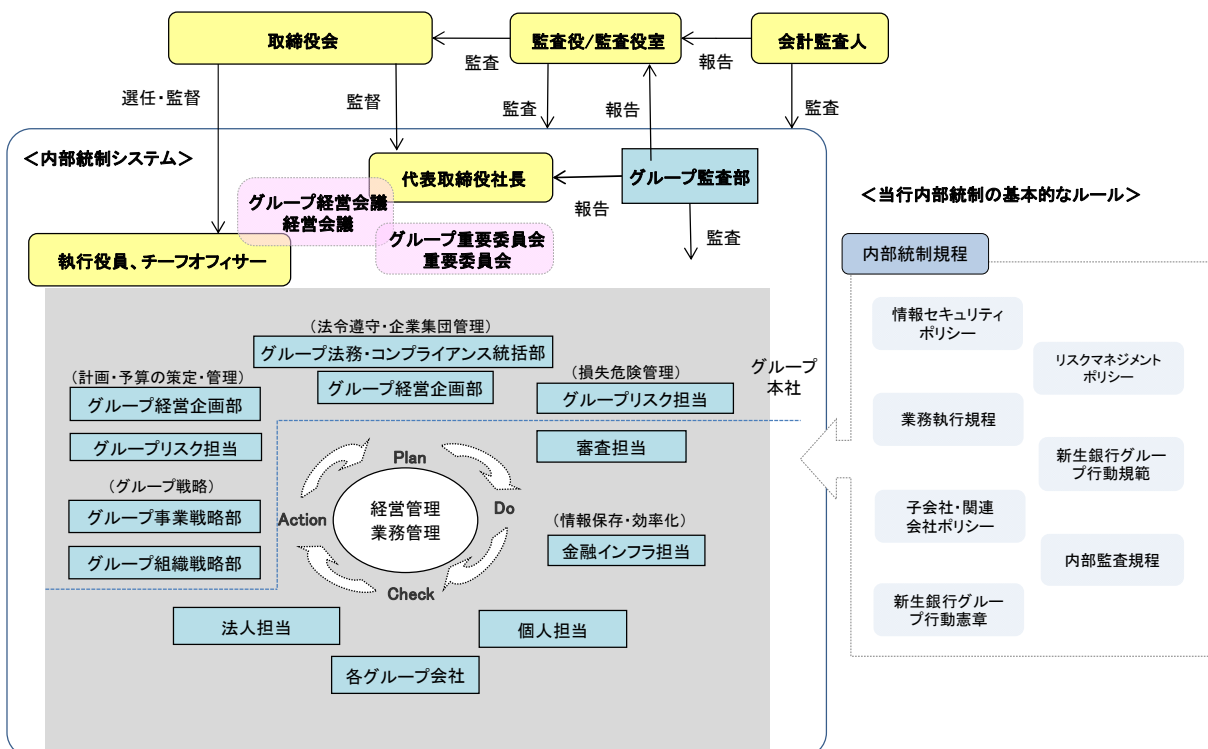 取締役会
監査役/監査役室
会計監査人
監査
報告
選任・監督
監督
監査
報告
監査
＜内部統制システム＞
代表取締役社長
グループ監査部
報告
監査
グループ経営会議
経営会議
グループ重要委員会
重要委員会
執行役員、チーフオフィサー
（法令遵守・企業集団管理）
グループ法務・コンプライアンス統括部
グループ経営企画部
（計画・予算の策定・管理）
グループ経営企画部
グループリスク担当
（損失危険管理）
グループリスク担当
グループ
本社
審査担当
（グループ戦略）
グループ事業戦略部
グループ組織戦略部
Plan
Do
Check
Action
経営管理
業務管理
（情報保存・効率化）
金融インフラ担当
法人担当
個人担当
各グループ会社
＜当行内部統制の基本的なルール＞
内部統制規程
情報セキュリティ
ポリシー
リスクマネジメント
ポリシー
業務執行規程
新生銀行グルー
プ行動規範
子会社・関連
会社ポリシー
内部監査規程
新生銀行グルー
プ行動憲章